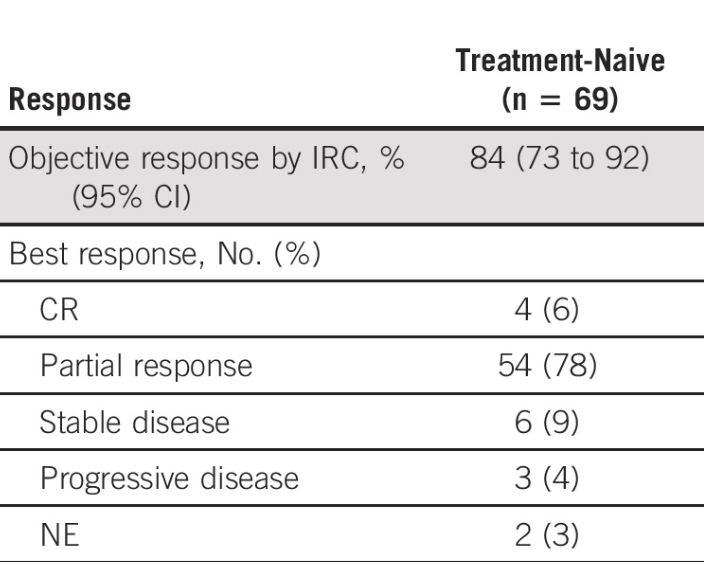 Treatment-Naive
Response (n = 69)
Objective response by IRC, % 84 (73 to 92)
(95% CI)
Best response, No. (%)
CR 4 (6)
Partial response 54 (78)
Stable disease 6 (9)
Progressive disease 3 (4)
NE 2 (3)